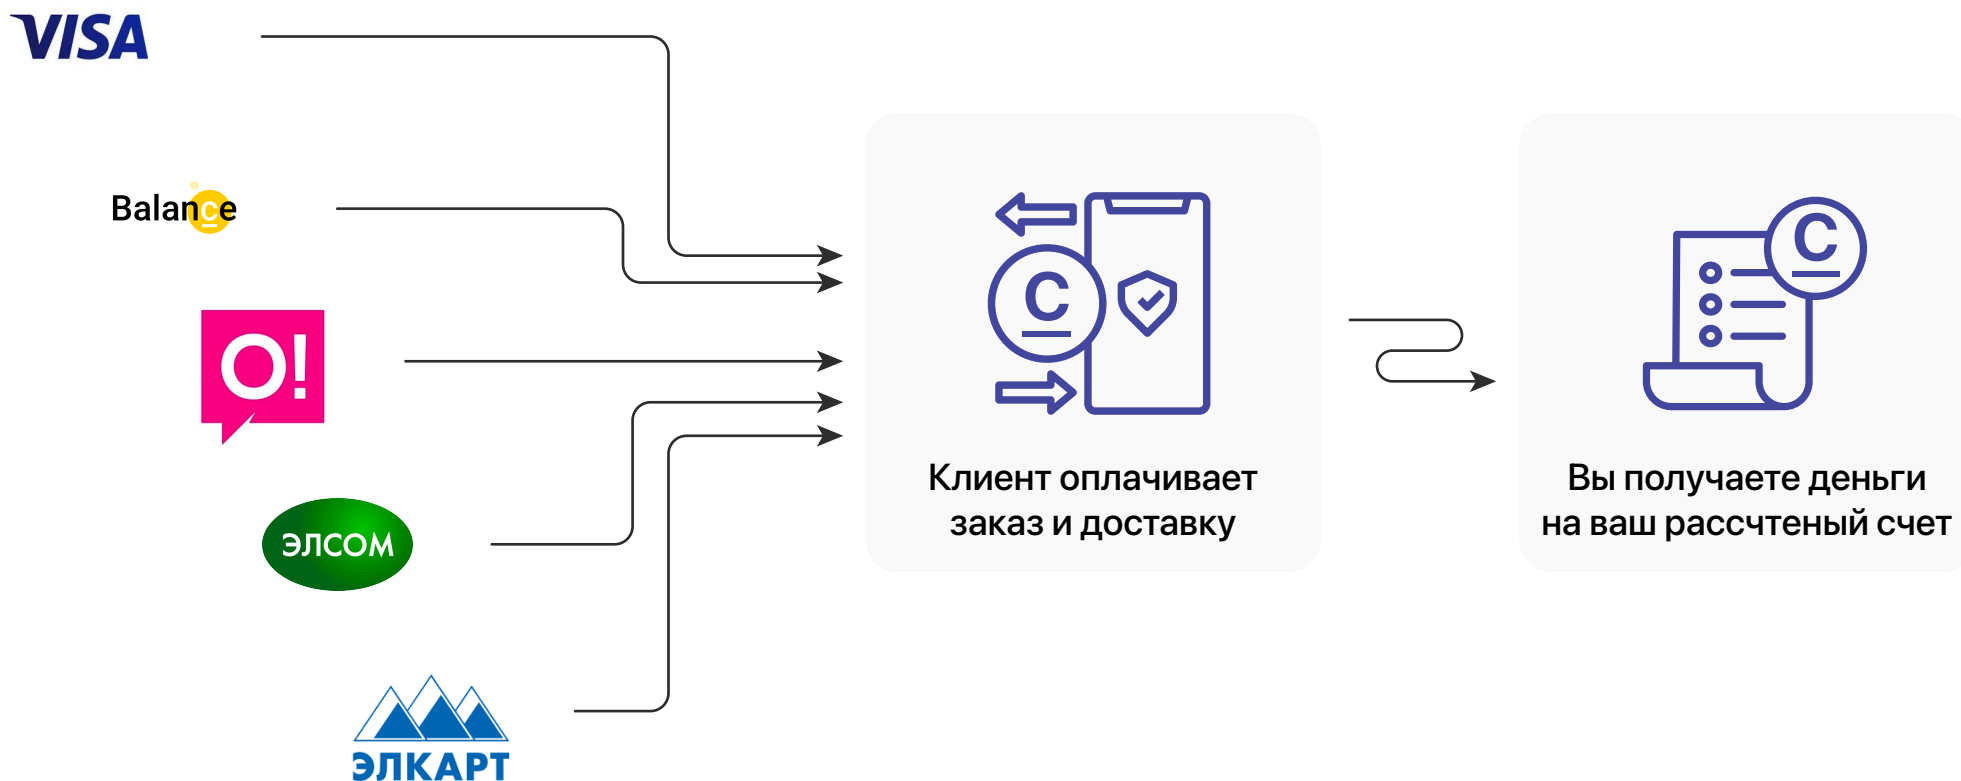 VISA
Balance
O!
ЭЛСОМ
ЭЛКАРТ
С
Клиент оплачивает
заказ и доставку
С
Вы получаете деньги
на ваш рассчтеный счет